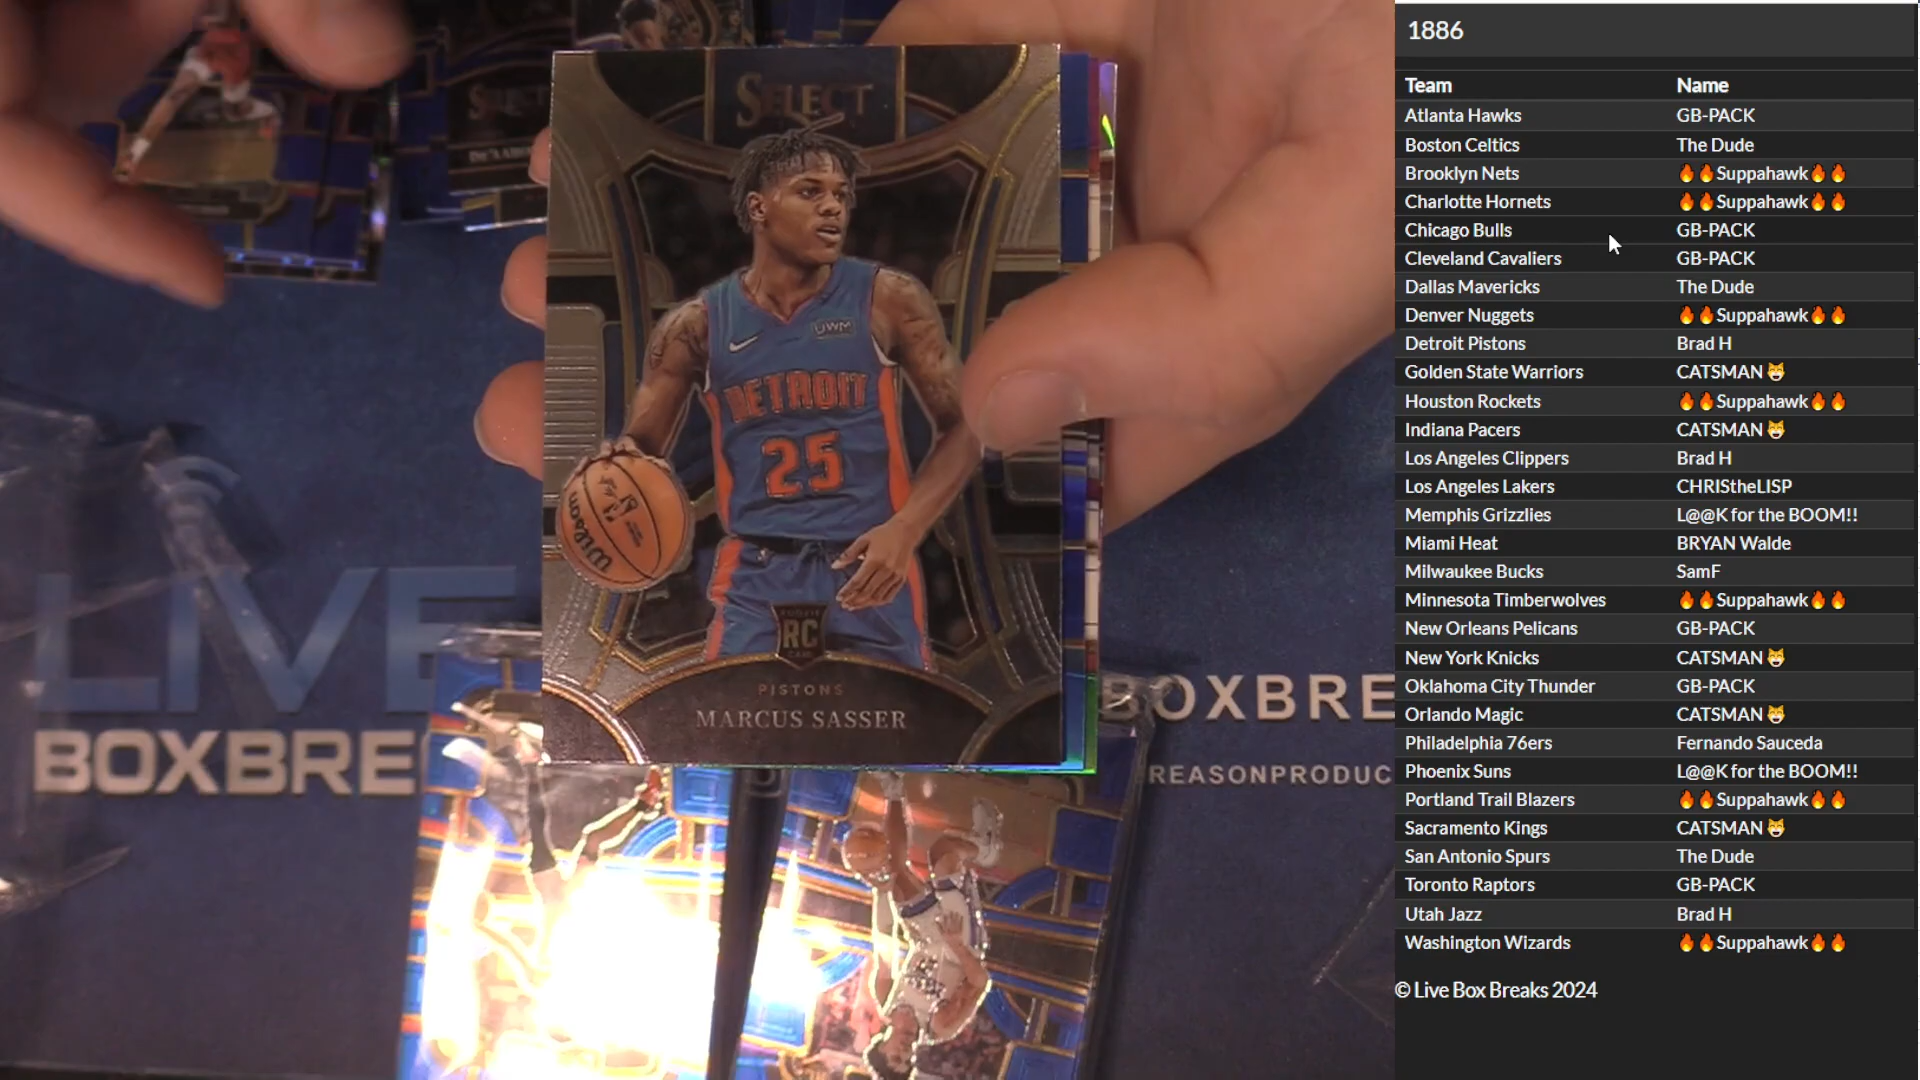 SELECT
UWM
DETROIT
25
Wilson
ROOKIE
RC
CARD
PISTONS
MARCUS SASSER
SELECT
LIVE
BOXBRE
BOXBRE
REASONPRODUC
1886
Team Name
Atlanta Hawks GB-PACK
Boston Celtics The Dude
Brooklyn Nets 🔥🔥Suppahawk🔥🔥
Charlotte Hornets 🔥🔥Suppahawk🔥🔥
Chicago Bulls GB-PACK
Cleveland Cavaliers GB-PACK
Dallas Mavericks The Dude
Denver Nuggets 🔥🔥Suppahawk🔥🔥
Detroit Pistons Brad H
Golden State Warriors CATSMAN 😸
Houston Rockets 🔥🔥Suppahawk🔥🔥
Indiana Pacers CATSMAN 😸
Los Angeles Clippers Brad H
Los Angeles Lakers CHRIStheLISP
Memphis Grizzlies L@@K for the BOOM!!
Miami Heat BRYAN Walde
Milwaukee Bucks SamF
Minnesota Timberwolves 🔥🔥Suppahawk🔥🔥
New Orleans Pelicans GB-PACK
New York Knicks CATSMAN 😸
Oklahoma City Thunder GB-PACK
Orlando Magic CATSMAN 😸
Philadelphia 76ers Fernando Sauceda
Phoenix Suns L@@K for the BOOM!!
Portland Trail Blazers 🔥🔥Suppahawk🔥🔥
Sacramento Kings CATSMAN 😸
San Antonio Spurs The Dude
Toronto Raptors GB-PACK
Utah Jazz Brad H
Washington Wizards 🔥🔥Suppahawk🔥🔥
© Live Box Breaks 2024